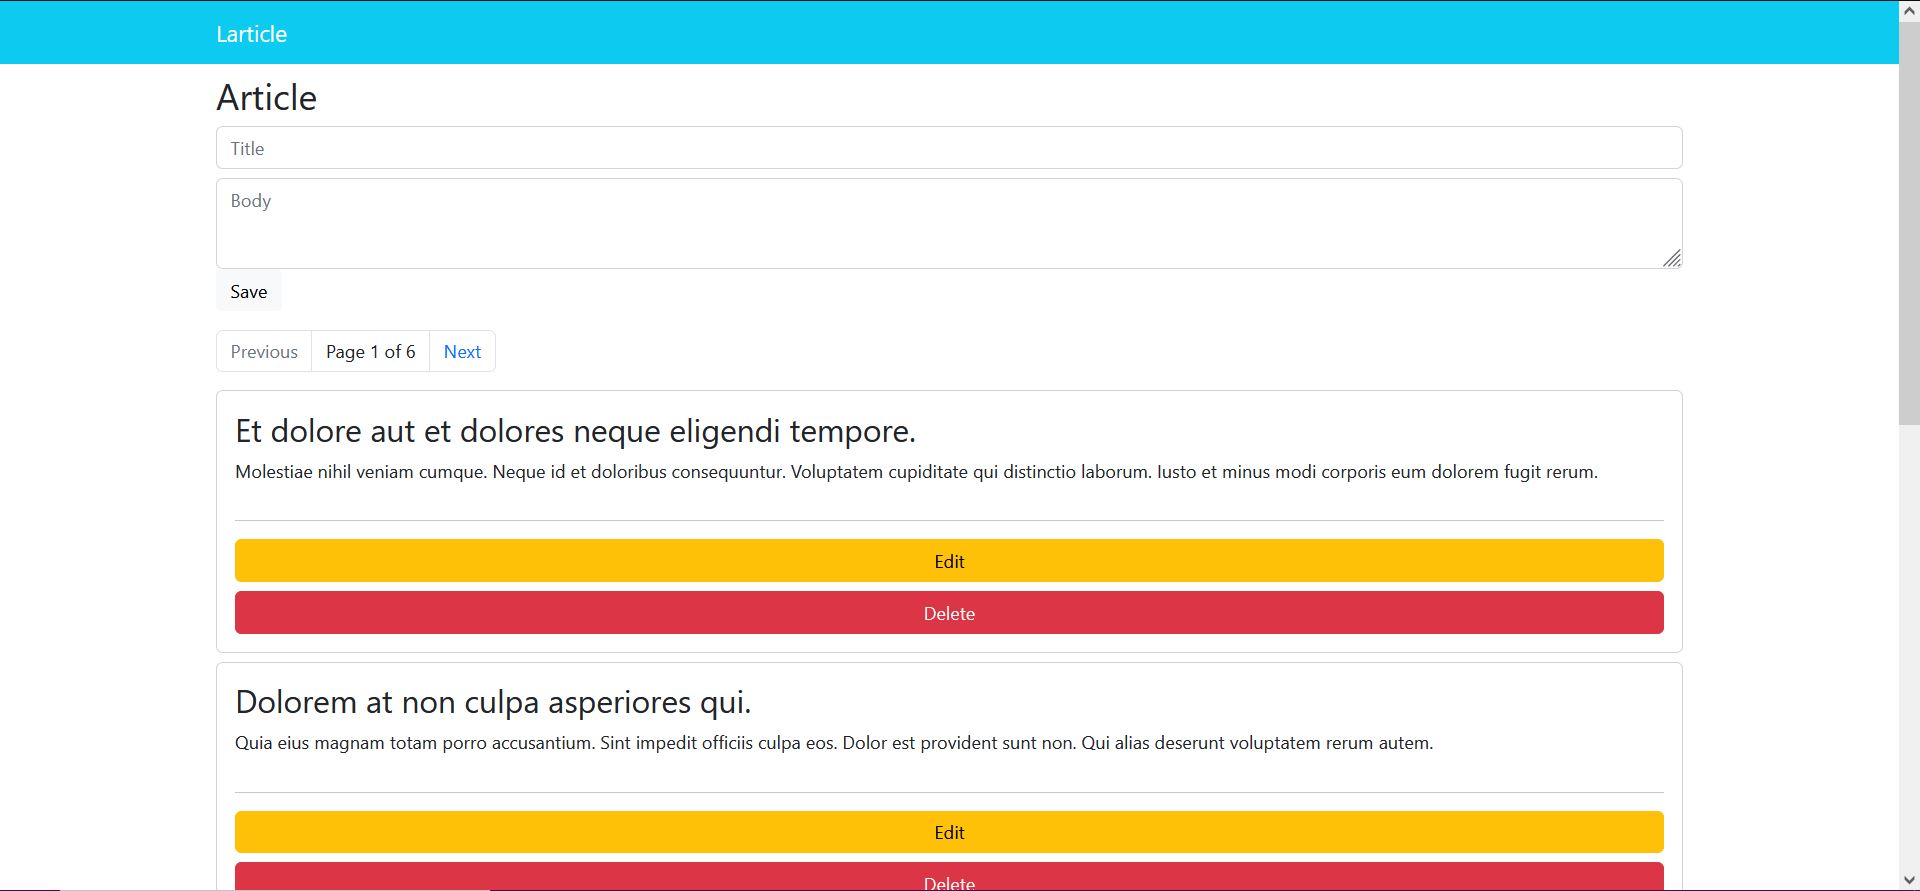 Larticle
Article
Title
Body
Save
Previous Page 1 of 6 Next
Et dolore aut et dolores neque eligendi tempore.
Molestiae nihil veniam cumque. Neque id et doloribus consequuntur. Voluptatem cupiditate qui distinctio laborum. Iusto et minus modi corporis eum dolorem fugit rerum.
Edit
Delete
Dolorem at non culpa asperiores qui.
Quia eius magnam totam porro accusantium. Sint impedit officiis culpa eos. Dolor est provident sunt non. Qui alias deserunt voluptatem rerum autem.
Edit
Delete